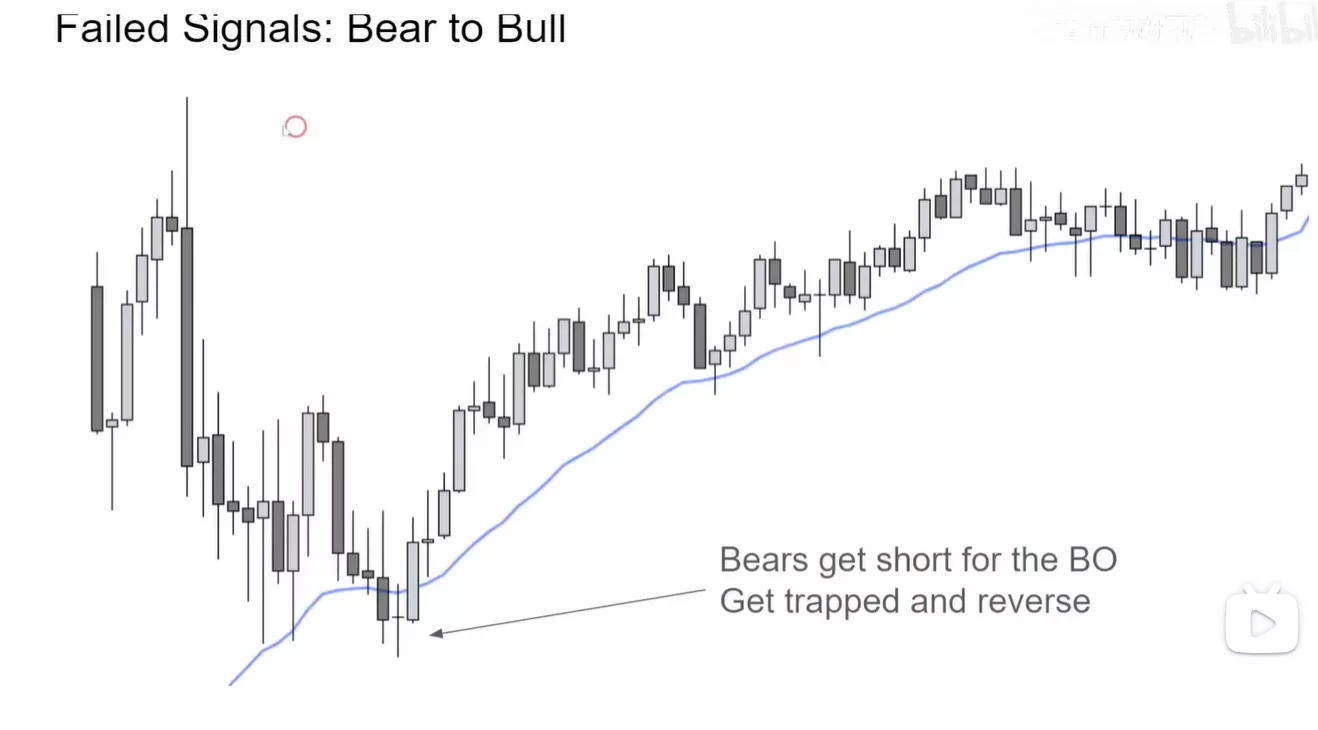 Failed Signals: Bear to Bull
Bears get short for the BO
Get trapped and reverse